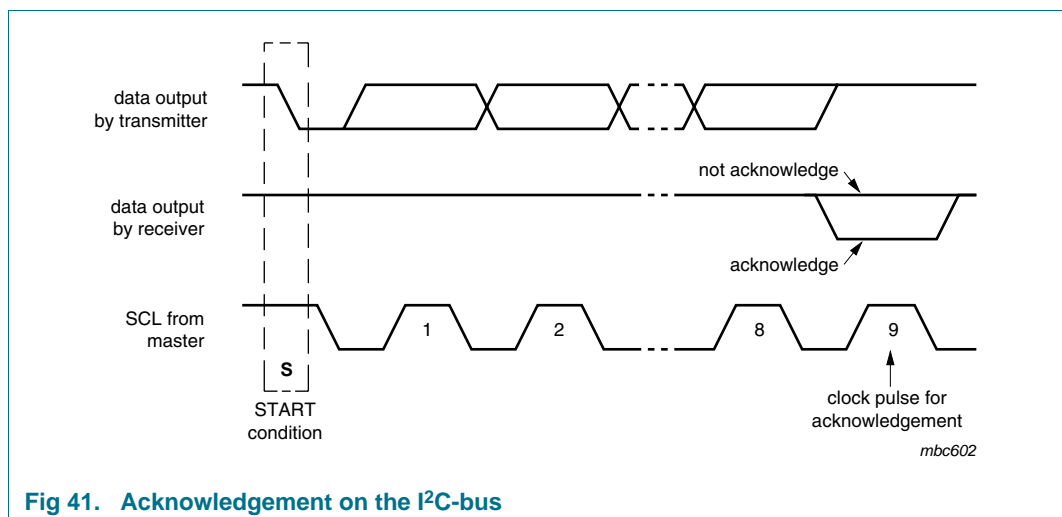 data output
by transmitter
not acknowledge
data output
by receiver
acknowledge
SCL from
master
1
2
8
9
S
START
condition
clock pulse for
acknowledgement
mbc602
Fig 41. Acknowledgement on the I²C-bus